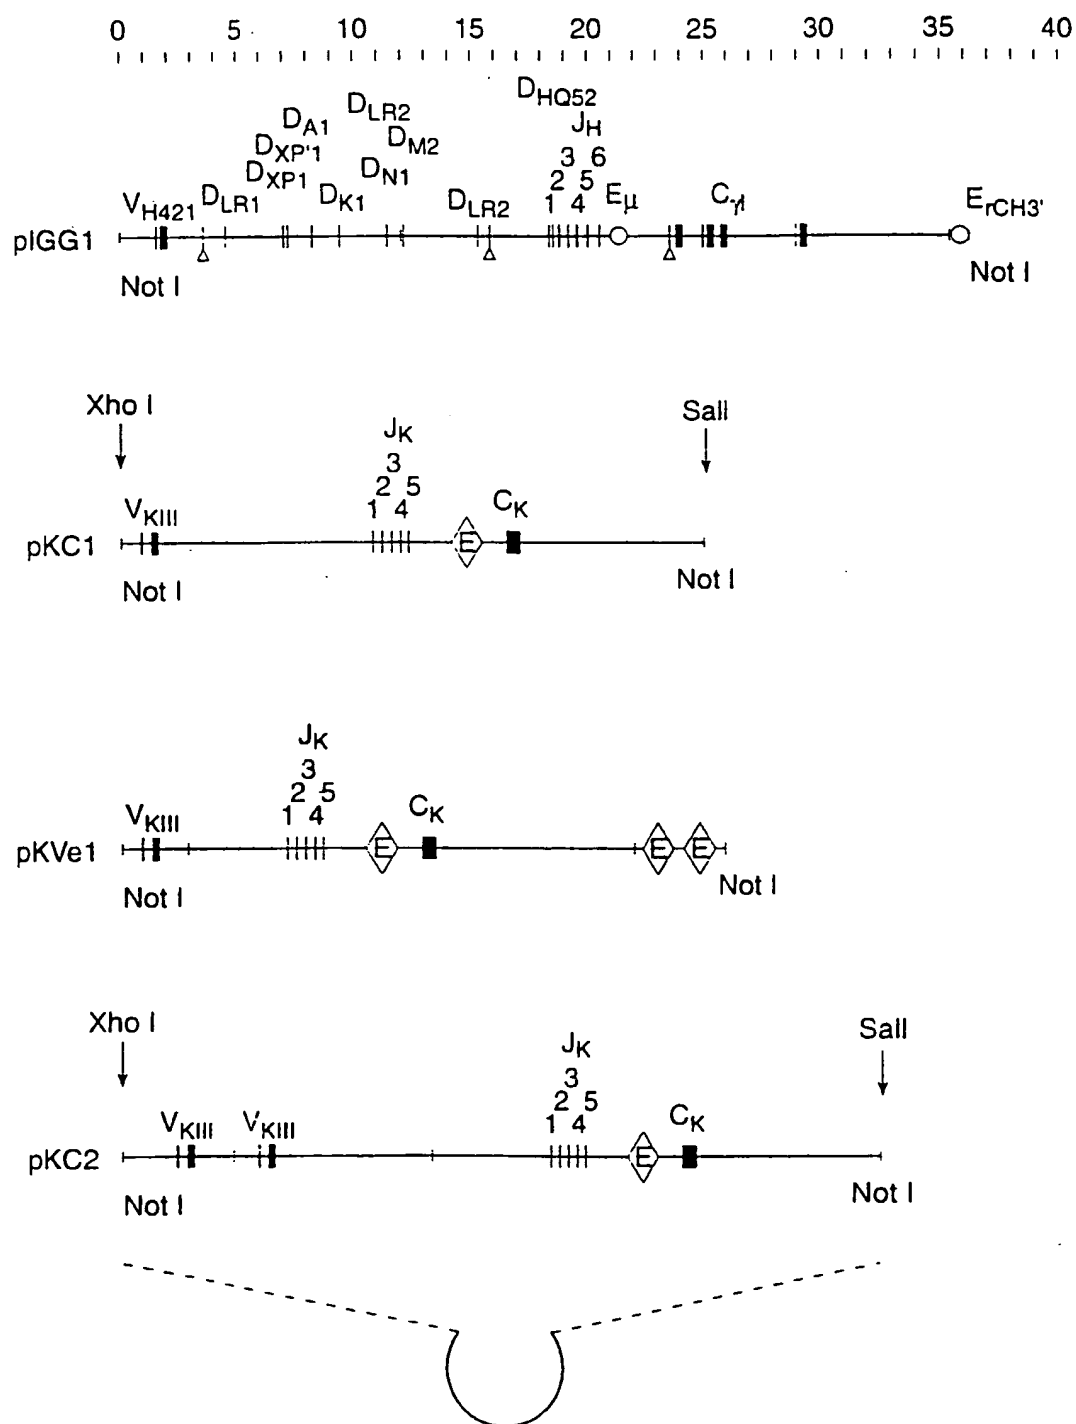 0 5 10 15 20 25 30 35 40
DHQ52
DLR2
DA1 JH
DXP'1 DM2 3 6
DXP1 DN1 2 5
VH421 DLR1 DK1 DLR2 1 4 Eμ Cγ1 ErCH3'
pIGG1
Not I Not I
Xho I SalI
JK
3
2 5
VKIII 1 4 E CK
pKC1
Not I Not I
JK
3
2 5
VKIII 1 4 E CK E E
pKVe1
Not I Not I
Xho I SalI
JK
3
2 5
VKIII VKIII 1 4 E CK
pKC2
Not I Not I